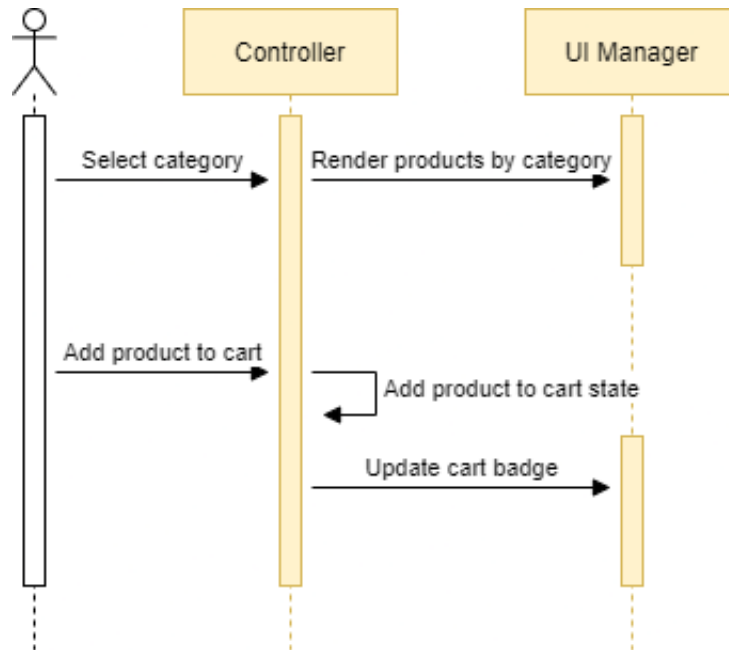 Controller
UI Manager
Select category
Render products by category
Add product to cart
Add product to cart state
Update cart badge